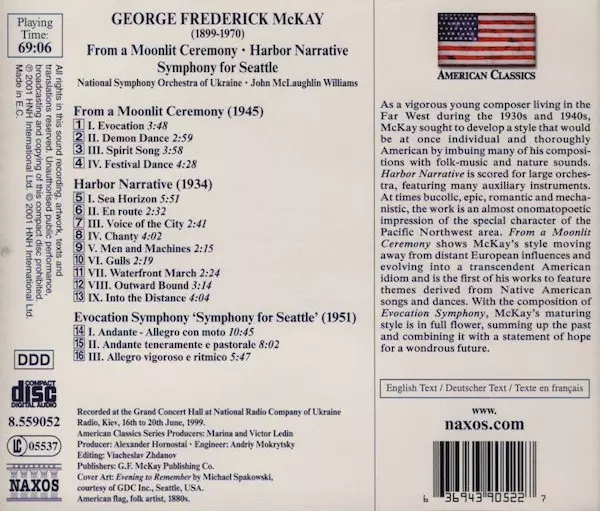 Playing
Time:
69:06
All rights in this sound recording, artwork, texts and
translations reserved. Unauthorised public performance,
broadcasting and copying of this compact disc prohibited.
℗ 2001 HNH International Ltd. © 2001 HNH International Ltd.
Made in E.C.
DDD
COMPACT
disc
DIGITAL AUDIO
8.559052
LC 05537
NAXOS
GEORGE FREDERICK McKAY
(1899-1970)
From a Moonlit Ceremony • Harbor Narrative
Symphony for Seattle
National Symphony Orchestra of Ukraine • John McLaughlin Williams
From a Moonlit Ceremony (1945)
1 I. Evocation 3:48
2 II. Demon Dance 2:59
3 III. Spirit Song 3:58
4 IV. Festival Dance 4:28
Harbor Narrative (1934)
5 I. Sea Horizon 5:51
6 II. En route 2:32
7 III. Voice of the City 2:41
8 IV. Chanty 4:02
9 V. Men and Machines 2:15
10 VI. Gulls 2:19
11 VII. Waterfront March 2:24
12 VIII. Outward Bound 3:14
13 IX. Into the Distance 4:04
Evocation Symphony 'Symphony for Seattle' (1951)
14 I. Andante - Allegro con moto 10:45
15 II. Andante teneramente e pastorale 8:02
16 III. Allegro vigoroso e ritmico 5:47
Recorded at the Grand Concert Hall at National Radio Company of Ukraine
Radio, Kiev, 16th to 20th June, 1999.
American Classics Series Producers: Marina and Victor Ledin
Producer: Alexander Hornostai • Engineer: Andriy Mokrytsky
Editing: Viacheslav Zhdanov
Publishers: G.F. McKay Publishing Co.
Cover Art: Evening to Remember by Michael Spakowski,
courtesy of GDC Inc., Seattle, USA.
American flag, folk artist, 1880s.
AMERICAN CLASSICS
As a vigorous young composer living in the
Far West during the 1930s and 1940s,
McKay sought to develop a style that would
be at once individual and thoroughly
American by imbuing many of his composi-
tions with folk-music and nature sounds.
Harbor Narrative is scored for large orches-
tra, featuring many auxiliary instruments.
At times bucolic, epic, romantic and mecha-
nistic, the work is an almost onomatopoetic
impression of the special character of the
Pacific Northwest area. From a Moonlit
Ceremony shows McKay's style moving
away from distant European influences and
evolving into a transcendent American
idiom and is the first of his works to feature
themes derived from Native American
songs and dances. With the composition of
Evocation Symphony, McKay's maturing
style is in full flower, summing up the past
and combining it with a statement of hope
for a wondrous future.
English Text / Deutscher Text / Texte en français
www.
naxos.com
6 36943 90522 7